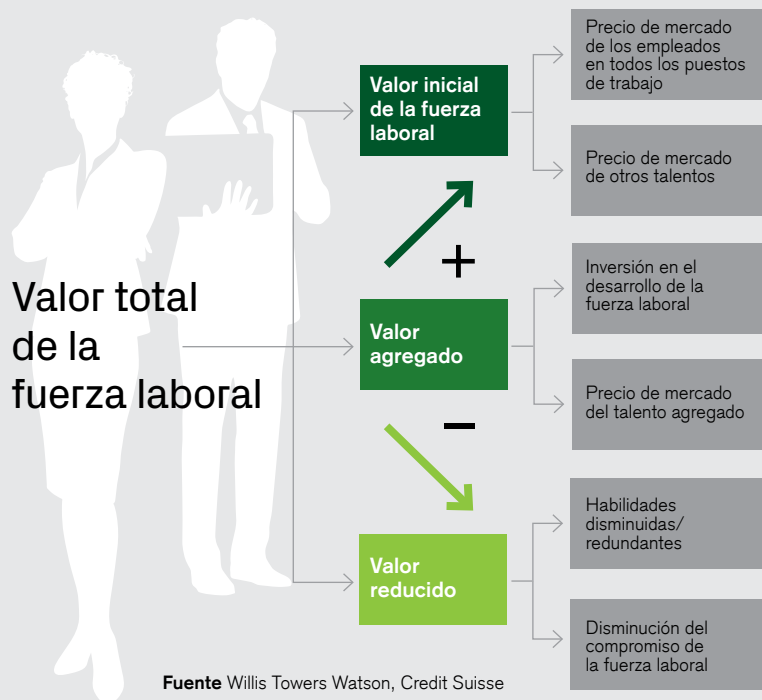 Valor total
de la
fuerza laboral
Valor inicial
de la fuerza
laboral
Precio de mercado
de los empleados
en todos los puestos
de trabajo
Precio de mercado
de otros talentos
+
Valor
agregado
Inversión en el
desarrollo de la
fuerza laboral
Precio de mercado
del talento agregado
−
Valor
reducido
Habilidades
disminuidas/
redundantes
Disminución del
compromiso de
la fuerza laboral
Fuente Willis Towers Watson, Credit Suisse